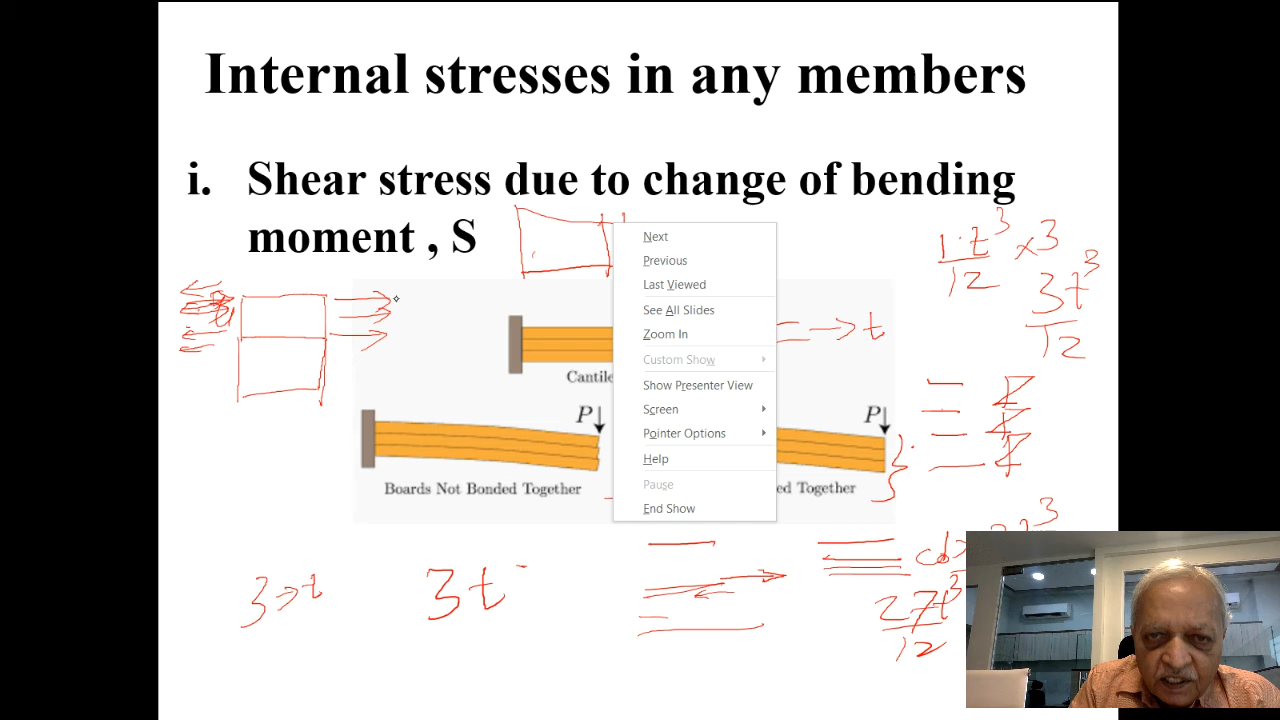 Internal stresses in any members
i. Shear stress due to change of bending
moment , S
1·t³/12 × 3
3t³/12
Next
Previous
Last Viewed
See All Slides
Zoom In
Custom Show
Show Presenter View
Screen
Pointer Options
Help
Pause
End Show
t
Cantile
P
P
Boards Not Bonded Together
ed Together
3 → t
3t
27t³/12